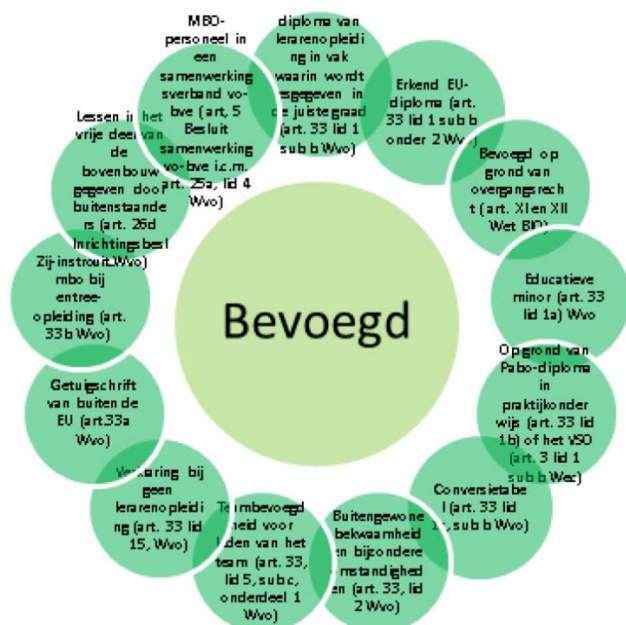 Bevoegd
diploma van
lerarenopleidi
ng in vak
waarin wordt
lesgegeven in
de juiste graad
(art. 33 lid 1
sub b Wvo)
Erkend EU-
diploma (art.
33 lid 1 sub b
onder 2 Wvo)
Bevoegd op
grond van
overgangsrech
t (art. XI en XII
Wet BIO)
Educatieve
minor (art. 33
lid 1a) Wvo
Op grond van
Pabo-diploma
in
praktijkonder
wijs (art. 33 lid
1b) of het VSO
(art. 3 lid 1
sub b Wec)
Conversietabe
l (art. 33 lid
sub b Wvo)
Buitengewone
bekwaamheid
en bijzondere
omstandighed
en (art. 33, lid
2 Wvo)
Teambevoegd
heid voor
leden van het
team (art. 33,
lid 5, sub c,
onderdeel 1
Wvo)
Verklaring bij
geen
lerarenopleidi
ng (art. 33 lid
15, Wvo)
Getuigschrift
van buiten de
EU (art.33a
Wvo)
Zij-instrouit
mbo bij
entree-
opleiding (art.
33b Wvo)
Lessen in het
vrije deel van
de
bovenbouw
gegeven door
buitenstaande
rs (art. 26d
Inrichtingsbesl
Wvo)
MBO-
personeel in
een
samenwerking
sverband vo-
bve (art, 5
Besluit
samenwerking
vo-bve i.c.m.
art. 25a, lid 4
Wvo)